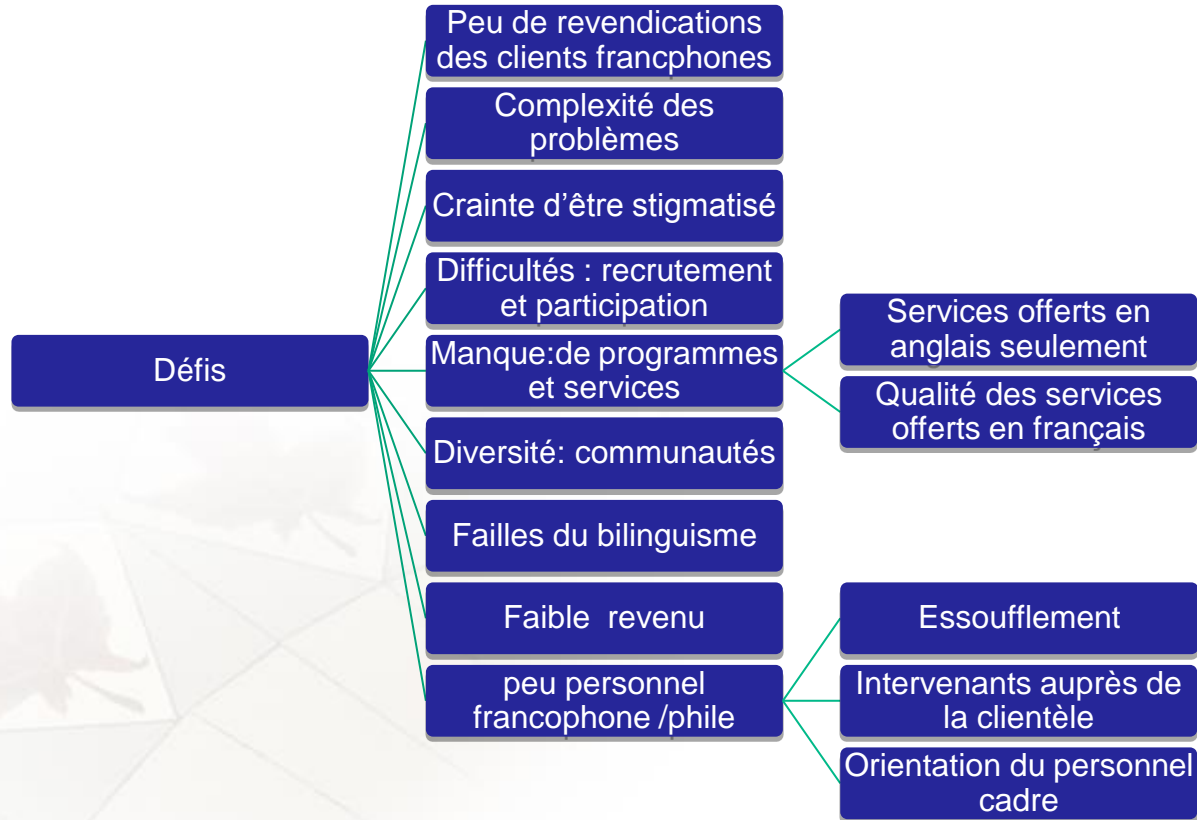 Défis
Peu de revendications
des clients francphones
Complexité des
problèmes
Crainte d'être stigmatisé
Difficultés : recrutement
et participation
Manque:de programmes
et services
Services offerts en
anglais seulement
Qualité des services
offerts en français
Diversité: communautés
Failles du bilinguisme
Faible revenu
peu personnel
francophone /phile
Essoufflement
Intervenants auprès de
la clientèle
Orientation du personnel
cadre